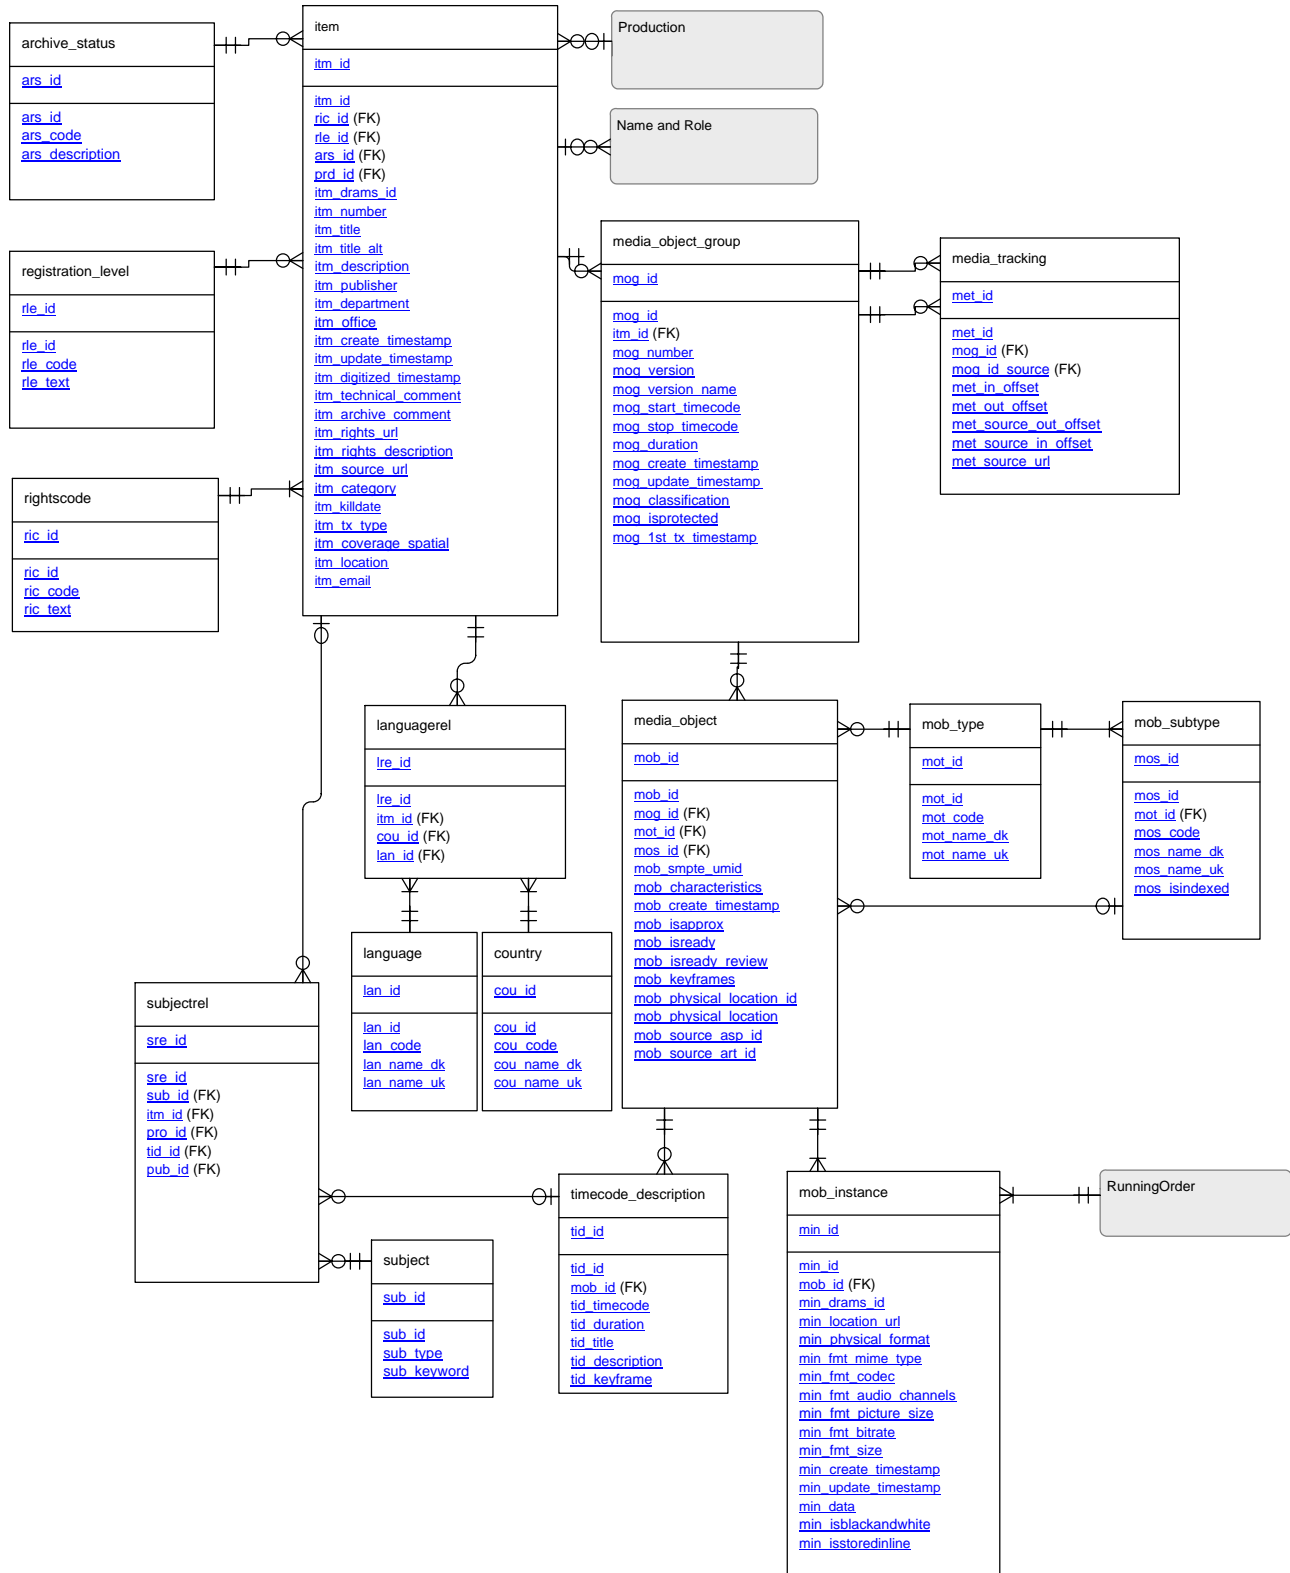 archive_status
ars_id
ars_id
ars_code
ars_description
registration_level
rle_id
rle_id
rle_code
rle_text
rightscode
ric_id
ric_id
ric_code
ric_text
item
itm_id
itm_id
ric_id (FK)
rle_id (FK)
ars_id (FK)
prd_id (FK)
itm_drams_id
itm_number
itm_title
itm_title_alt
itm_description
itm_publisher
itm_department
itm_office
itm_create_timestamp
itm_update_timestamp
itm_digitized_timestamp
itm_technical_comment
itm_archive_comment
itm_rights_url
itm_rights_description
itm_source_url
itm_category
itm_killdate
itm_tx_type
itm_coverage_spatial
itm_location
itm_email
Production
Name and Role
media_object_group
mog_id
mog_id
itm_id (FK)
mog_number
mog_version
mog_version_name
mog_start_timecode
mog_stop_timecode
mog_duration
mog_create_timestamp
mog_update_timestamp
mog_classification
mog_isprotected
mog_1st_tx_timestamp
media_tracking
met_id
met_id
mog_id (FK)
mog_id_source (FK)
met_in_offset
met_out_offset
met_source_out_offset
met_source_in_offset
met_source_url
languagerel
lre_id
lre_id
itm_id (FK)
cou_id (FK)
lan_id (FK)
language
lan_id
lan_id
lan_code
lan_name_dk
lan_name_uk
country
cou_id
cou_id
cou_code
cou_name_dk
cou_name_uk
media_object
mob_id
mob_id
mog_id (FK)
mot_id (FK)
mos_id (FK)
mob_smpte_umid
mob_characteristics
mob_create_timestamp
mob_isapprox
mob_isready
mob_isready_review
mob_keyframes
mob_physical_location_id
mob_physical_location
mob_source_asp_id
mob_source_art_id
mob_type
mot_id
mot_id
mot_code
mot_name_dk
mot_name_uk
mob_subtype
mos_id
mos_id
mot_id (FK)
mos_code
mos_name_dk
mos_name_uk
mos_isindexed
subjectrel
sre_id
sre_id
sub_id (FK)
itm_id (FK)
pro_id (FK)
tid_id (FK)
pub_id (FK)
subject
sub_id
sub_id
sub_type
sub_keyword
timecode_description
tid_id
tid_id
mob_id (FK)
tid_timecode
tid_duration
tid_title
tid_description
tid_keyframe
mob_instance
min_id
min_id
mob_id (FK)
min_drams_id
min_location_url
min_physical_format
min_fmt_mime_type
min_fmt_codec
min_fmt_audio_channels
min_fmt_picture_size
min_fmt_bitrate
min_fmt_size
min_create_timestamp
min_update_timestamp
min_data
min_isblackandwhite
min_isstoredinline
RunningOrder